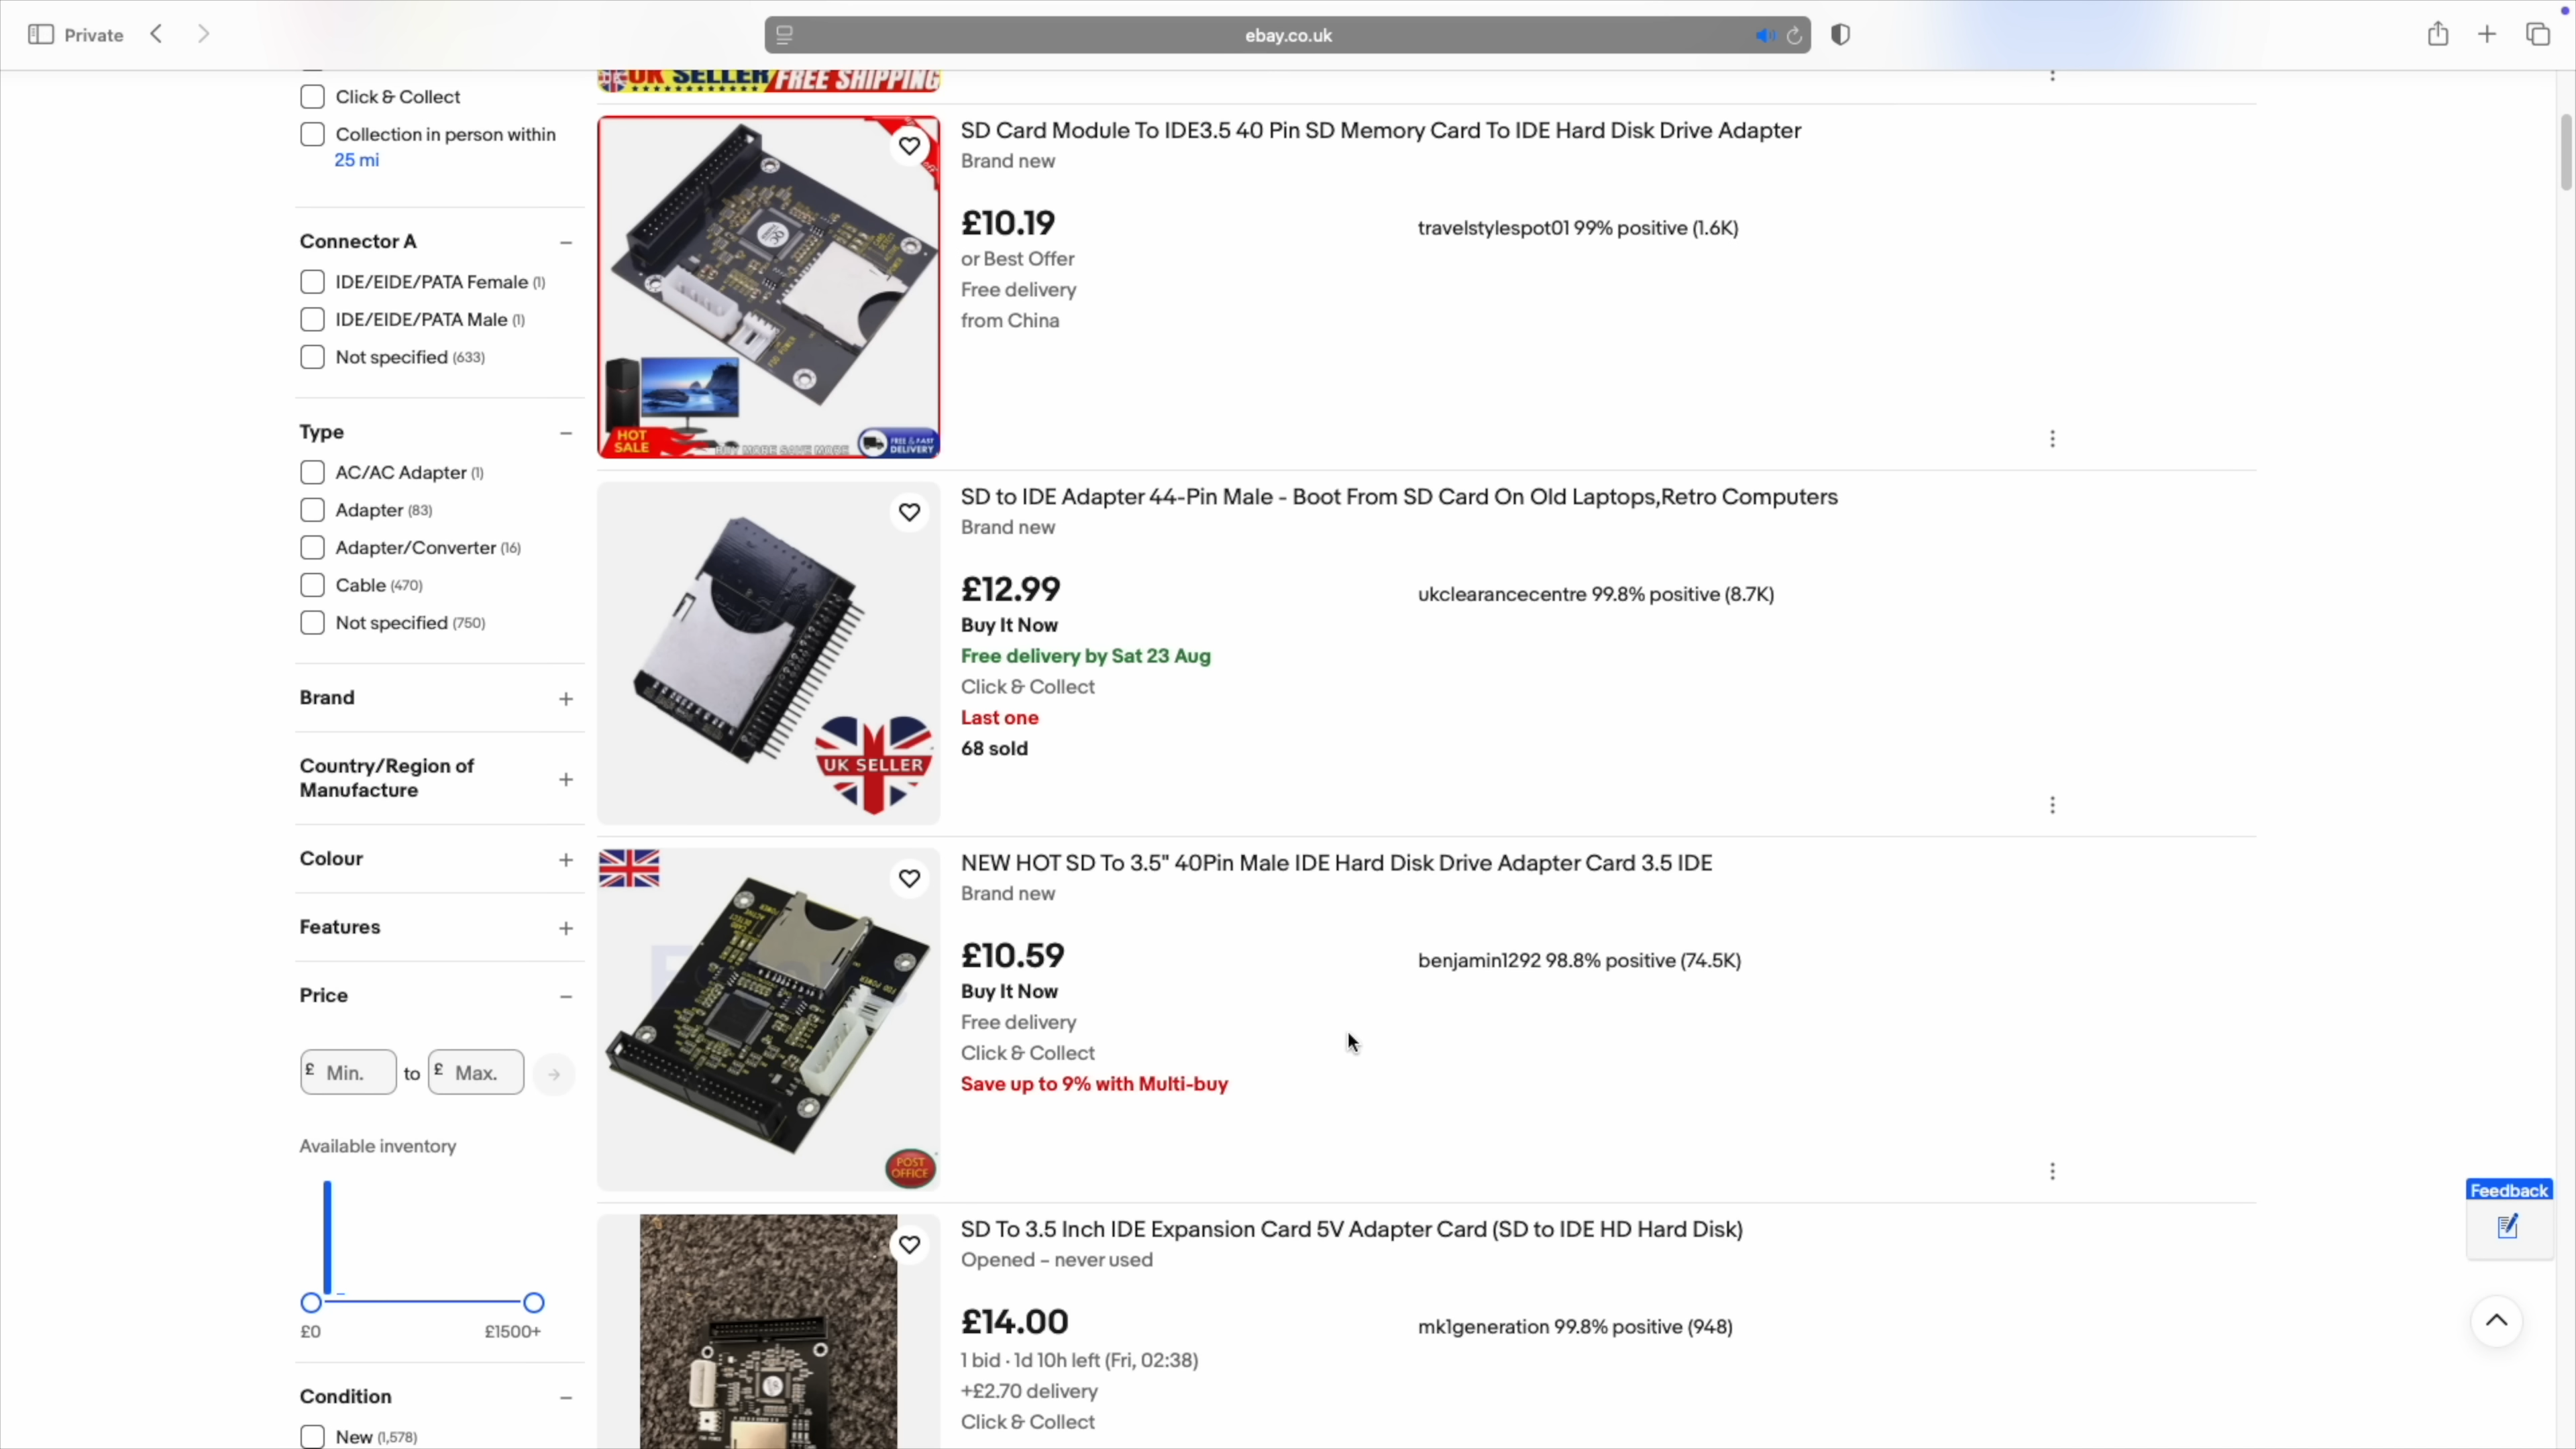 Private
ebay.co.uk
Click & Collect
Collection in person within
25 mi
Connector A
IDE/EIDE/PATA Female (1)
IDE/EIDE/PATA Male (1)
Not specified (633)
Type
AC/AC Adapter (1)
Adapter (83)
Adapter/Converter (16)
Cable (470)
Not specified (750)
Brand
Country/Region of
Manufacture
Colour
Features
Price
£ Min. to £ Max.
Available inventory
£0 £1500+
Condition
New (1,578)
UK SELLER FREE SHIPPING
SD Card Module To IDE3.5 40 Pin SD Memory Card To IDE Hard Disk Drive Adapter
Brand new
£10.19
travelstylespot01 99% positive (1.6K)
or Best Offer
Free delivery
from China
HOT
SALE
BUY MORE SAVE MORE
FREE & FAST
DELIVERY
SD to IDE Adapter 44-Pin Male - Boot From SD Card On Old Laptops,Retro Computers
Brand new
£12.99
ukclearancecentre 99.8% positive (8.7K)
Buy It Now
Free delivery by Sat 23 Aug
Click & Collect
Last one
68 sold
UK SELLER
NEW HOT SD To 3.5" 40Pin Male IDE Hard Disk Drive Adapter Card 3.5 IDE
Brand new
£10.59
benjamin1292 98.8% positive (74.5K)
Buy It Now
Free delivery
Click & Collect
Save up to 9% with Multi-buy
POST
OFFICE
SD To 3.5 Inch IDE Expansion Card 5V Adapter Card (SD to IDE HD Hard Disk)
Opened – never used
£14.00
mk1generation 99.8% positive (948)
1 bid · 1d 10h left (Fri, 02:38)
+£2.70 delivery
Click & Collect
Feedback